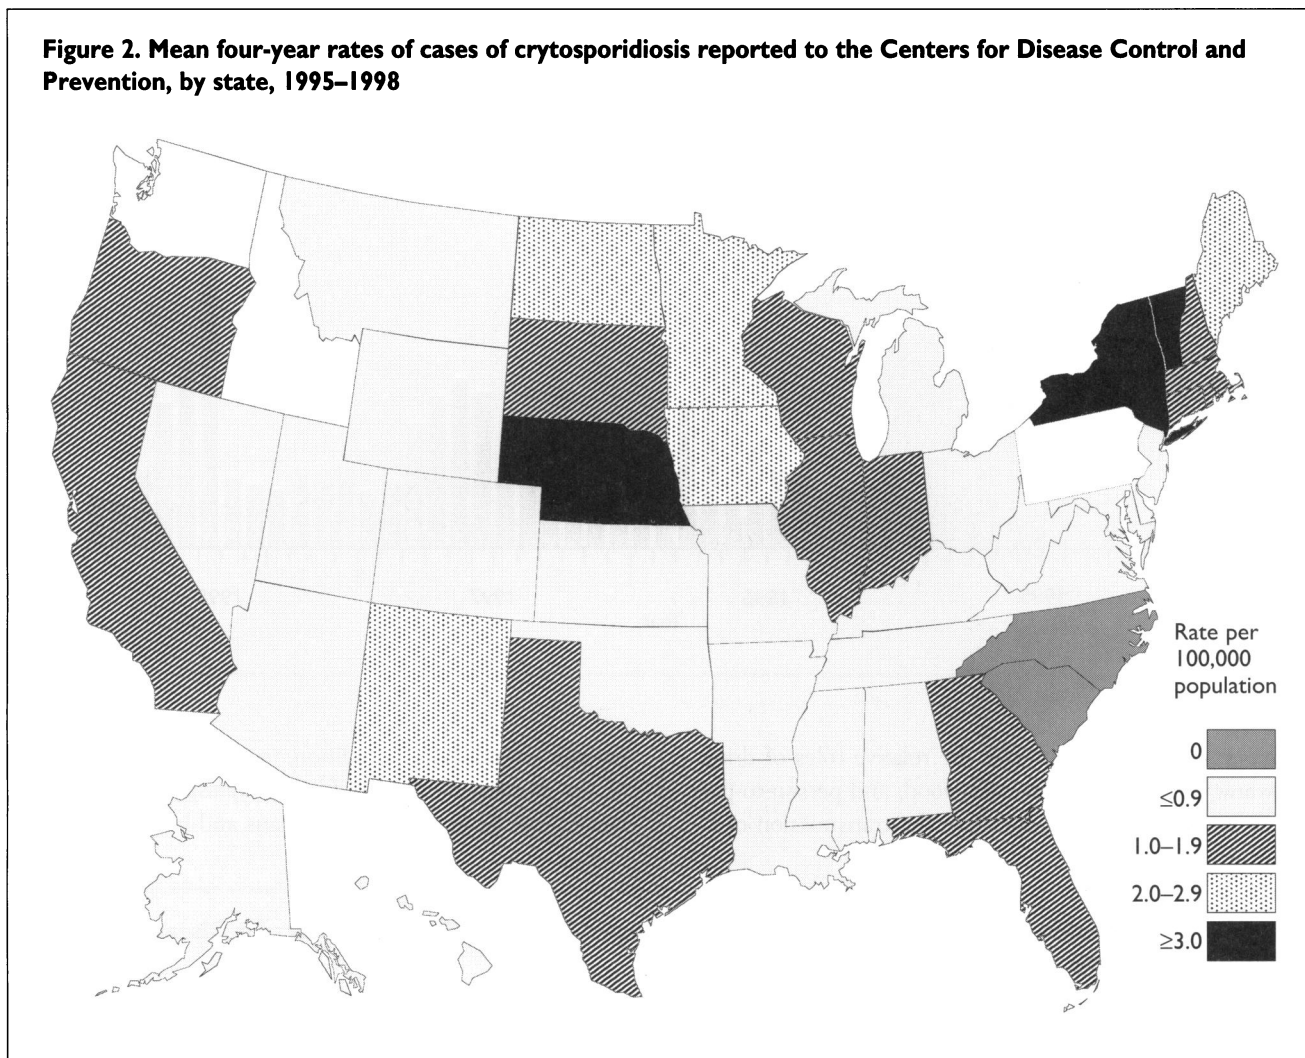 Figure 2. Mean four-year rates of cases of crytosporidiosis reported to the Centers for Disease Control and
Prevention, by state, 1995–1998
Rate per
100,000
population
0
≤0.9
1.0–1.9
2.0–2.9
≥3.0